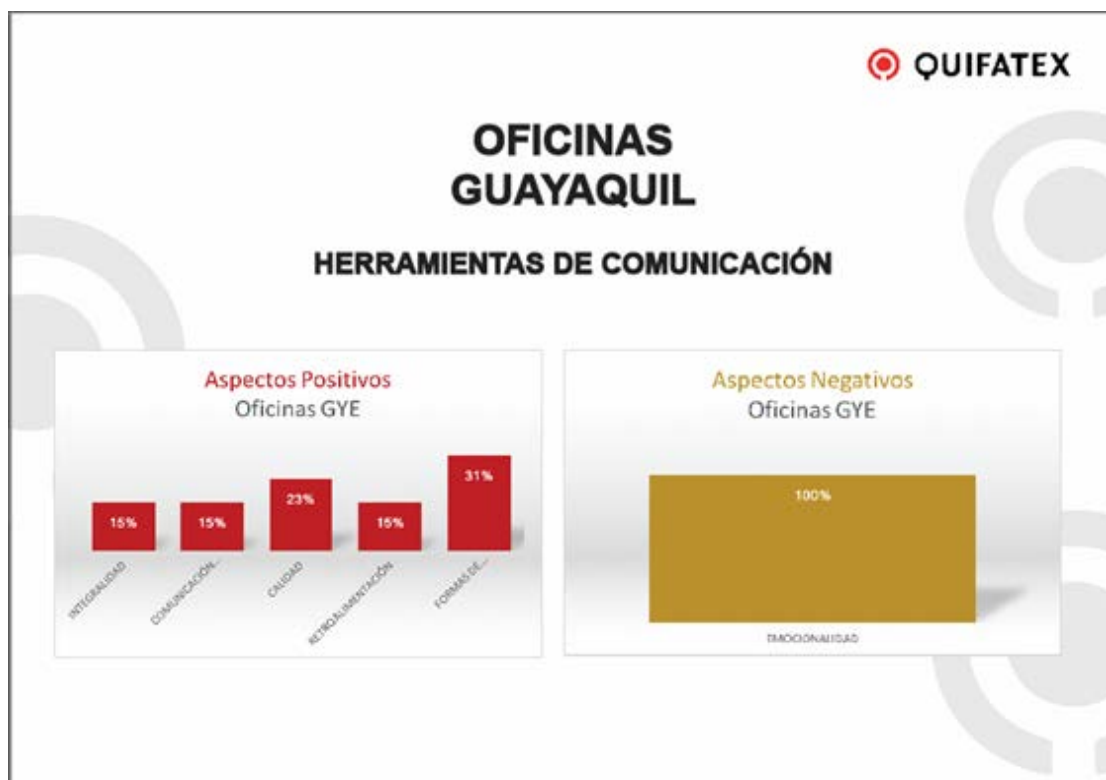 QUIFATEX
OFICINAS
GUAYAQUIL
HERRAMIENTAS DE COMUNICACIÓN
Aspectos Positivos
Oficinas GYE
15%
15%
23%
15%
31%
INTEGRALIDAD
COMUNICACIÓN...
CALIDAD
RETROALIMENTACIÓN
FORMAS DE...
Aspectos Negativos
Oficinas GYE
100%
EMOCIONALIDAD